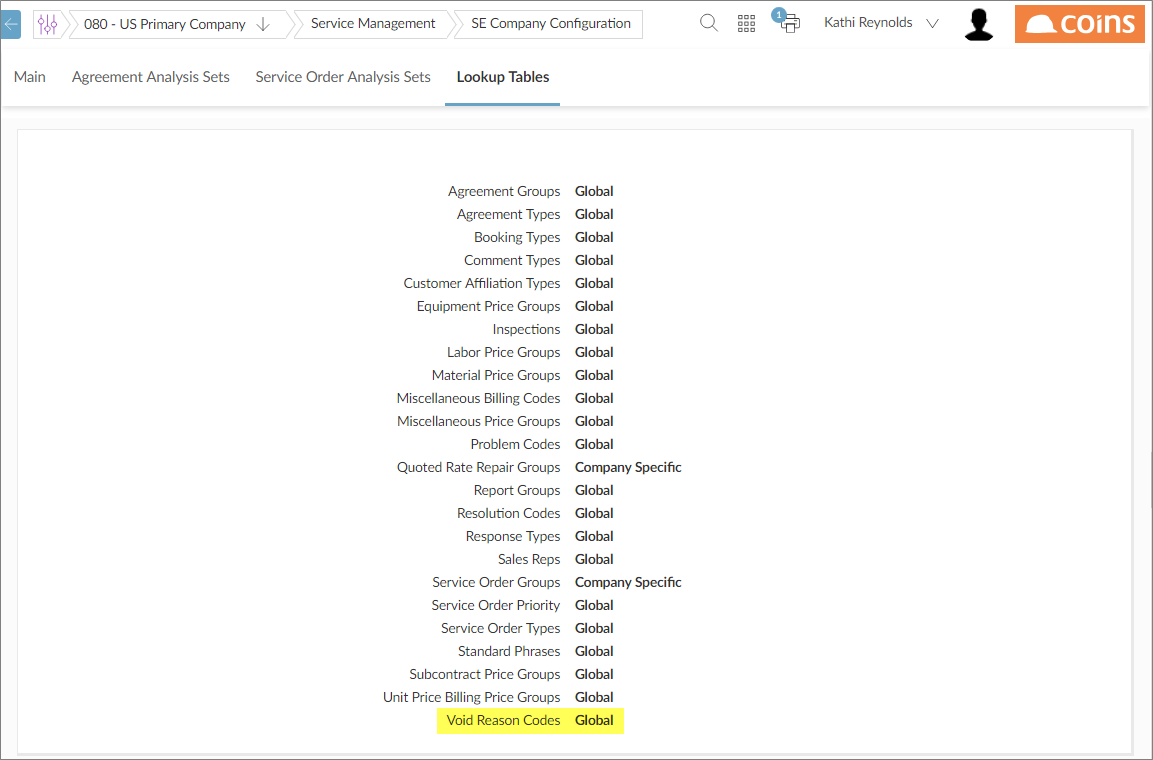 080 - US Primary Company Service Management SE Company Configuration 1 Kathi Reynolds coins
Main Agreement Analysis Sets Service Order Analysis Sets Lookup Tables
Agreement Groups Global
Agreement Types Global
Booking Types Global
Comment Types Global
Customer Affiliation Types Global
Equipment Price Groups Global
Inspections Global
Labor Price Groups Global
Material Price Groups Global
Miscellaneous Billing Codes Global
Miscellaneous Price Groups Global
Problem Codes Global
Quoted Rate Repair Groups Company Specific
Report Groups Global
Resolution Codes Global
Response Types Global
Sales Reps Global
Service Order Groups Company Specific
Service Order Priority Global
Service Order Types Global
Standard Phrases Global
Subcontract Price Groups Global
Unit Price Billing Price Groups Global
Void Reason Codes Global